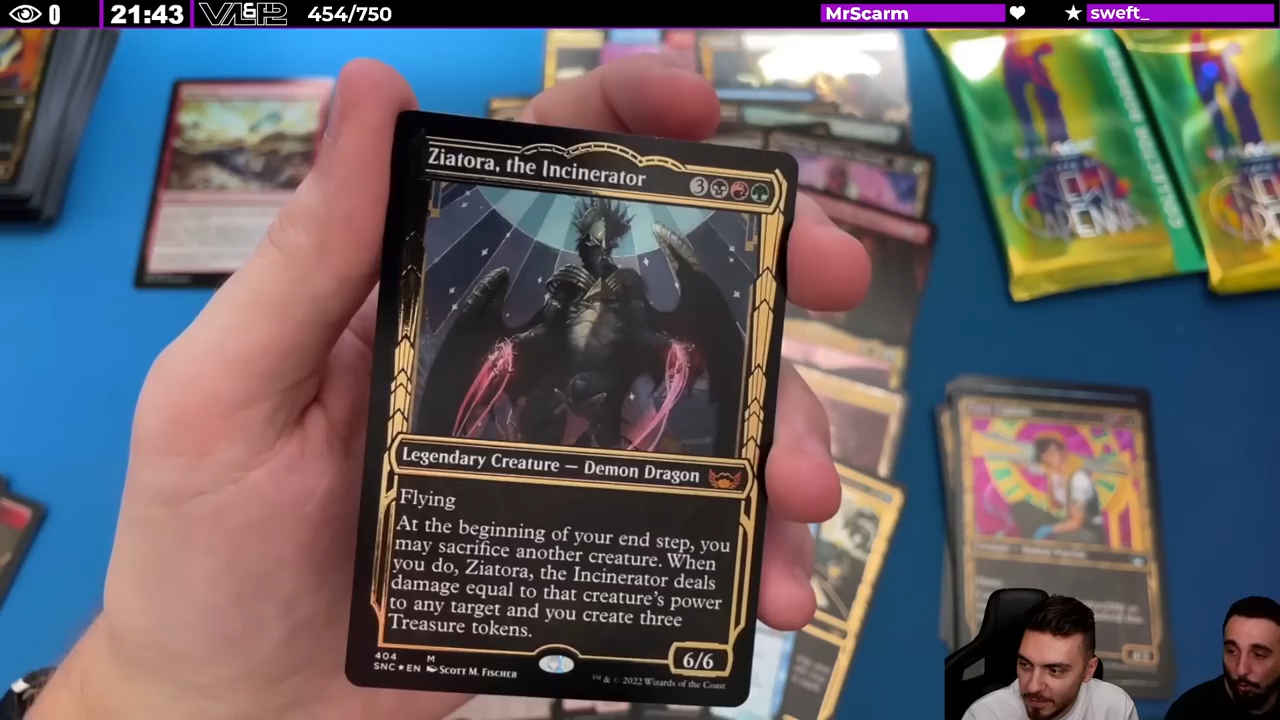 0
21:43
454/750
MrScarm
sweft_
Ziatora, the Incinerator
3
Legendary Creature — Demon Dragon
Flying
At the beginning of your end step, you
may sacrifice another creature. When
you do, Ziatora, the Incinerator deals
damage equal to that creature's power
to any target and you create three
Treasure tokens.
6/6
404 M
SNC★EN Scott M. Fischer
™ & © 2022 Wizards of the Coast
COLLECTOR BOOSTER